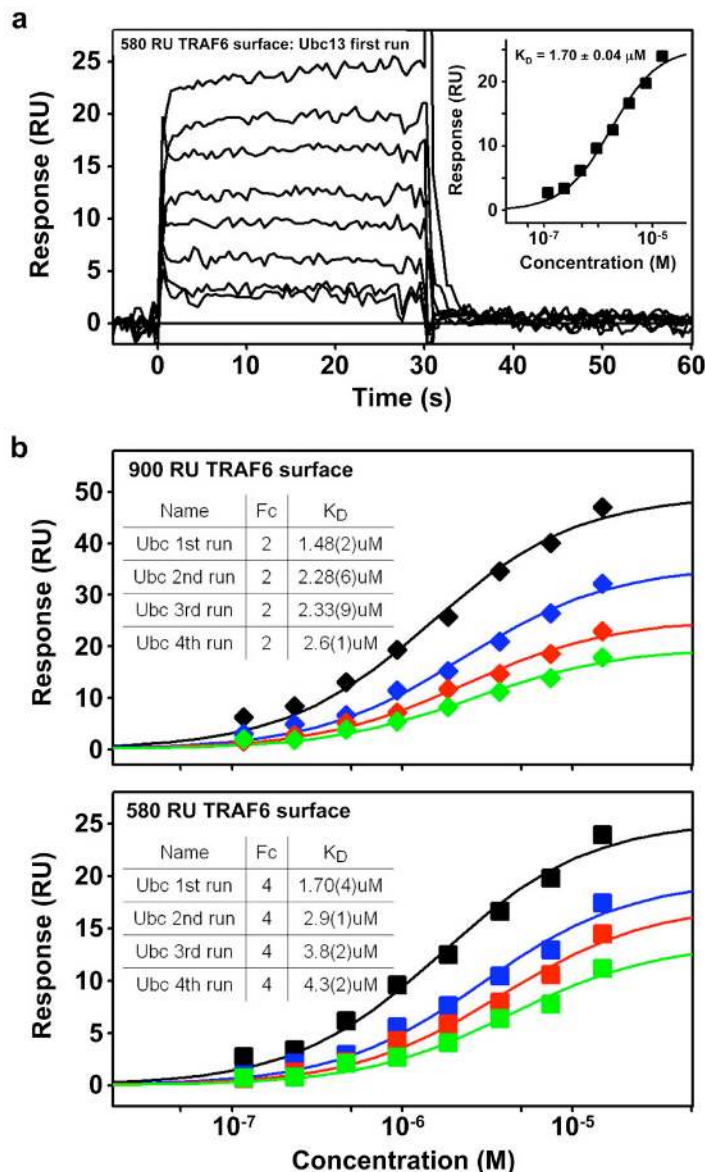 a
580 RU TRAF6 surface: Ubc13 first run
Response (RU)
25
20
15
10
5
0
0
10
20
30
40
50
60
Time (s)
K_D = 1.70 ± 0.04 μM
Response (RU)
20
10
0
10^-7
10^-5
Concentration (M)
b
900 RU TRAF6 surface
Name Fc K_D
Ubc 1st run 2 1.48(2)uM
Ubc 2nd run 2 2.28(6)uM
Ubc 3rd run 2 2.33(9)uM
Ubc 4th run 2 2.6(1)uM
Response (RU)
50
40
30
20
10
0
580 RU TRAF6 surface
Name Fc K_D
Ubc 1st run 4 1.70(4)uM
Ubc 2nd run 4 2.9(1)uM
Ubc 3rd run 4 3.8(2)uM
Ubc 4th run 4 4.3(2)uM
Response (RU)
25
20
15
10
5
0
10^-7
10^-6
10^-5
Concentration (M)